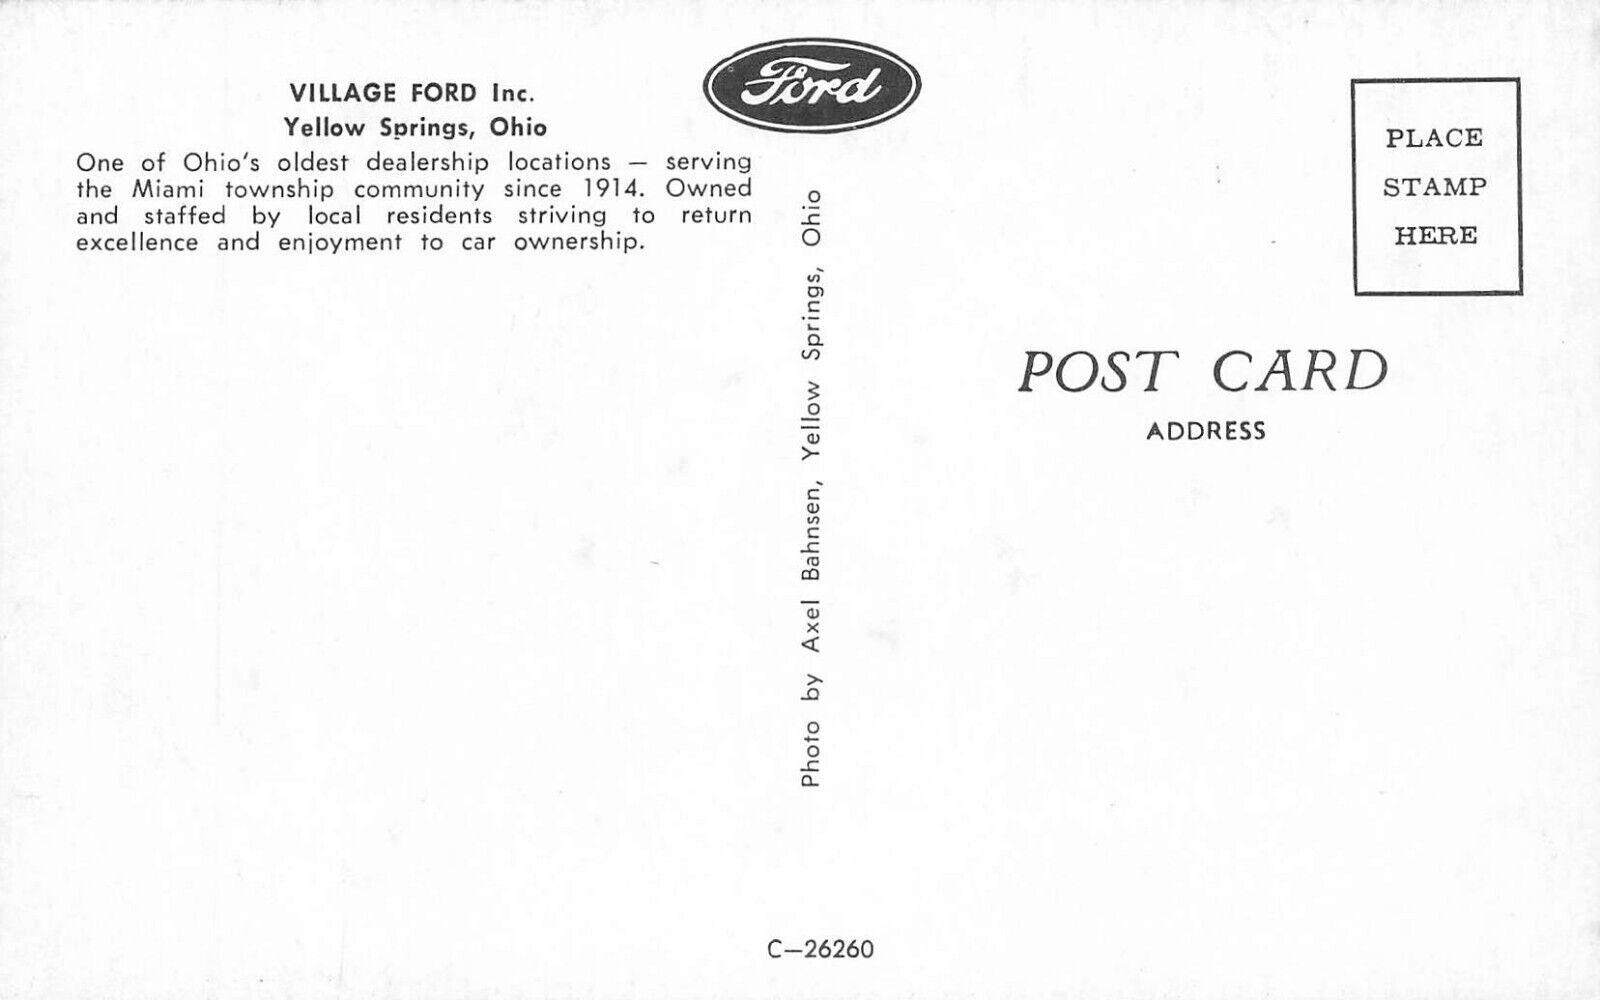 VILLAGE FORD Inc.
Yellow Springs, Ohio
One of Ohio's oldest dealership locations — serving
the Miami township community since 1914. Owned
and staffed by local residents striving to return
excellence and enjoyment to car ownership.
Ford
Photo by Axel Bahnsen, Yellow Springs, Ohio
PLACE
STAMP
HERE
POST CARD
ADDRESS
C—26260